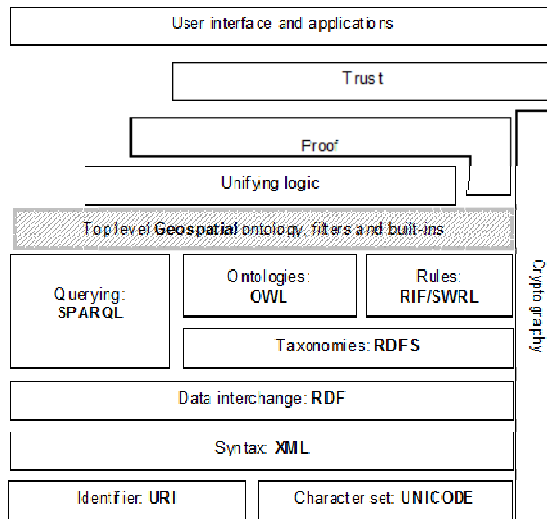 User interface and applications
Trust
Proof
Unifying logic
Top level Geospatial ontology, filters and built-ins
Querying:
SPARQL
Ontologies:
OWL
Rules:
RIF/SWRL
Taxonomies: RDFS
Cryptography
Data interchange: RDF
Syntax: XML
Identifier: URI
Character set: UNICODE